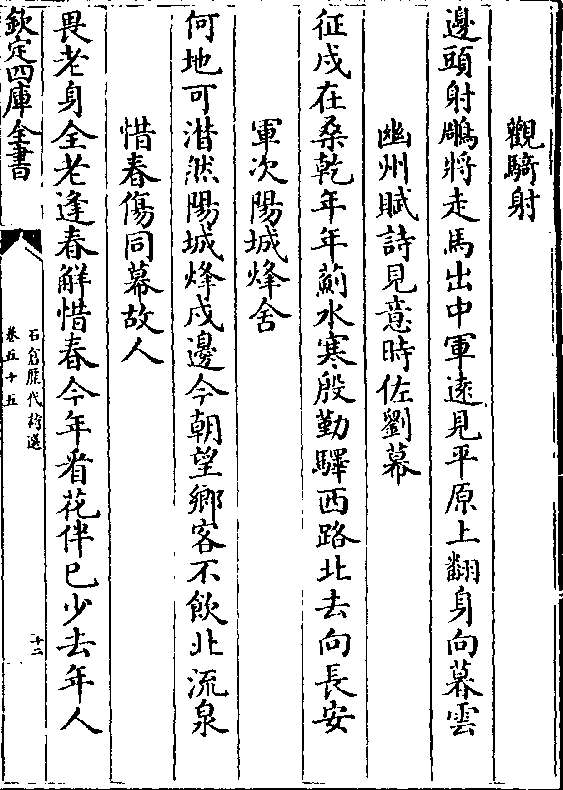 觀騎射
邊頭射鵰將走馬出中軍逺見平原上翻身向暮雲
幽州賦詩見意時佐劉幕
征戍在桑乾年年薊水寒殷勤驛西路北去向長安
軍次陽城烽舍
何地可潸然陽城烽戍邊今朝望鄉客不飲北流泉
惜春傷同幕故人
畏老身全老逢春解惜春今年看花伴已少去年人
欽定四庫全書
石倉歴代詩選
卷五十五
十二